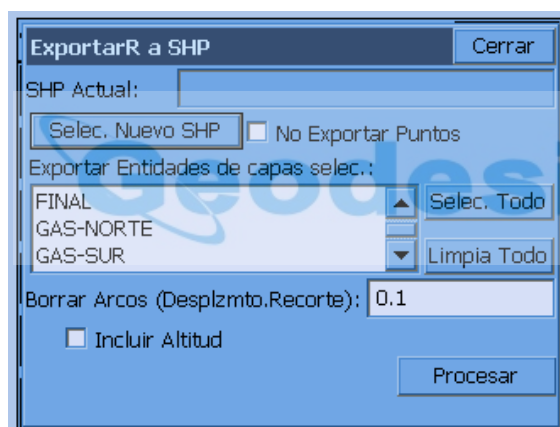 ExportarR a SHP
Cerrar
SHP Actual:
Selec. Nuevo SHP
No Exportar Puntos
Exportar Entidades de capas selec.:
FINAL
GAS-NORTE
GAS-SUR
Selec. Todo
Limpia Todo
Borrar Arcos (Desplzmto.Recorte): 0.1
Incluir Altitud
Procesar
Geodesi